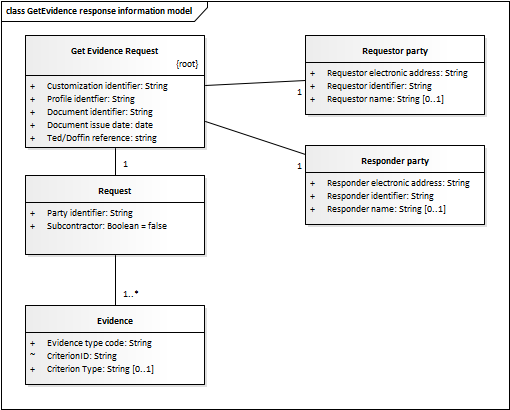 class GetEvidence response information model
Get Evidence Request
{root}
+ Customization identifier: String
+ Profile identfier: String
+ Document identifier: String
+ Document issue date: date
+ Ted/Doffin reference: string
Requestor party
+ Requestor electronic address: String
+ Requestor identifier: String
+ Requestor name: String [0..1]
1
Responder party
+ Responder electronic address: String
+ Responder identifier: String
+ Responder name: String [0..1]
1
1
Request
+ Party identifier: String
+ Subcontractor: Boolean = false
1..*
Evidence
+ Evidence type code: String
~ CriterionID: String
+ Criterion Type: String [0..1]